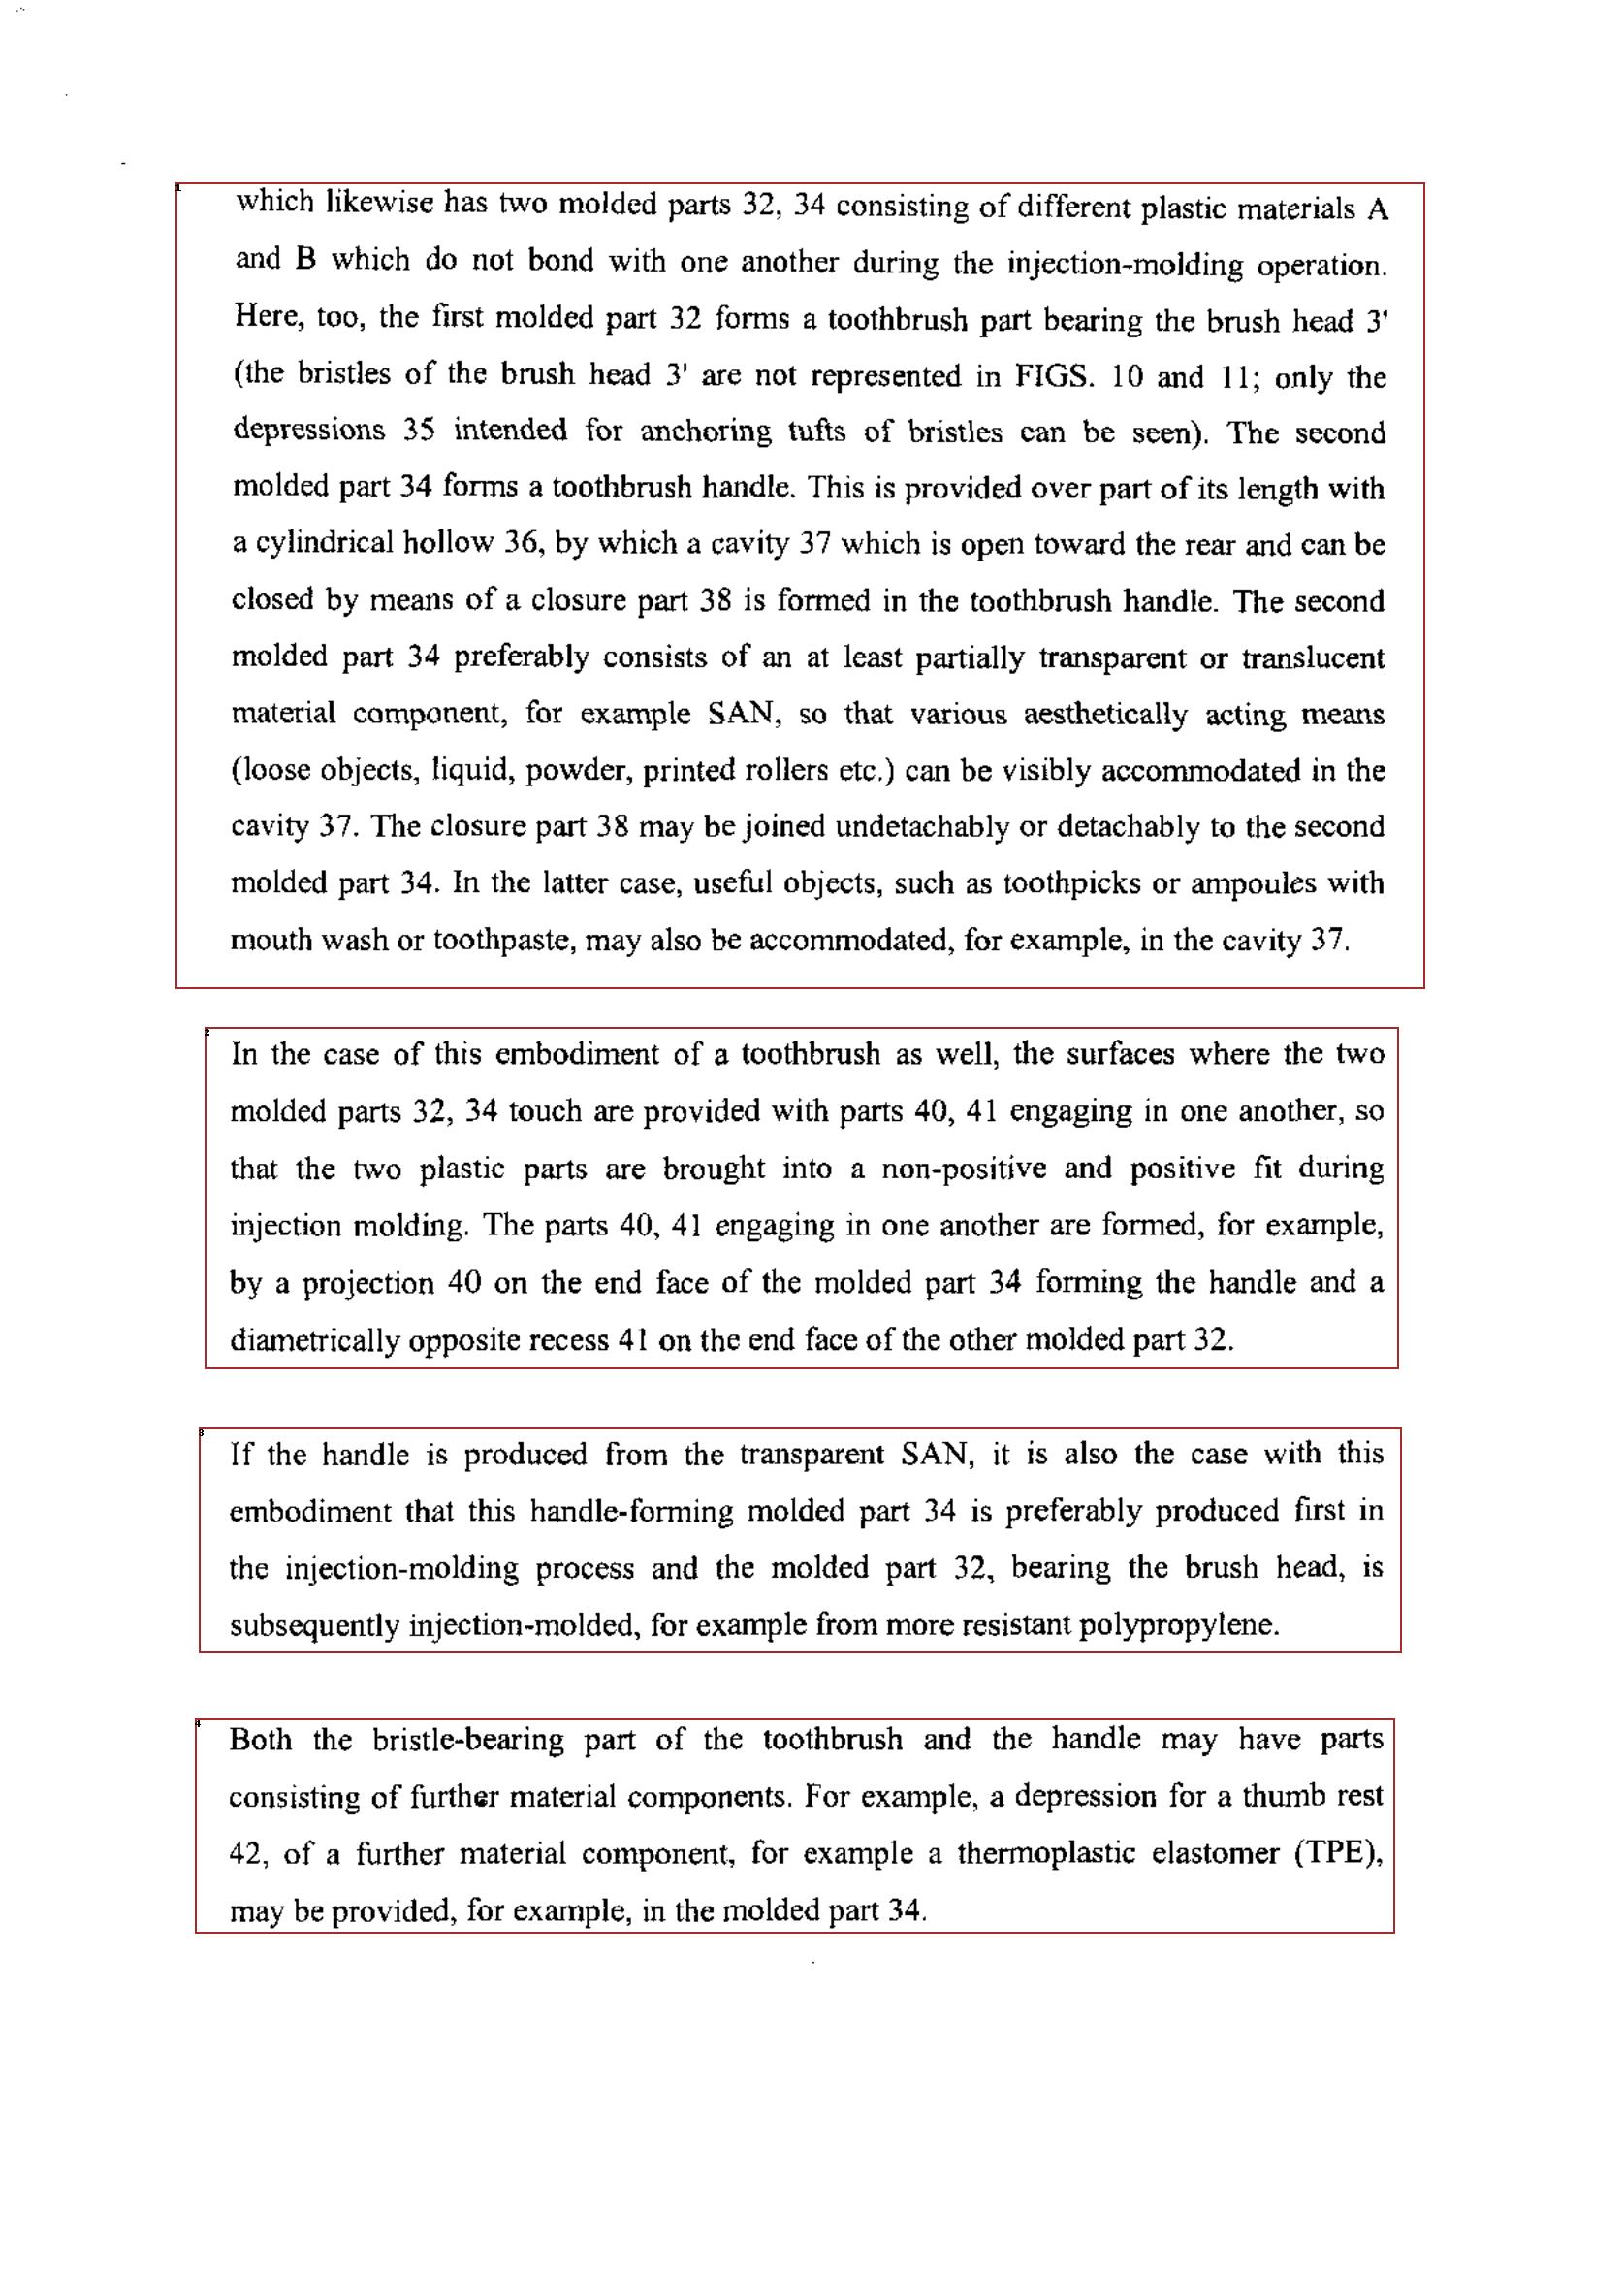 which likewise has two molded parts 32, 34 consisting of different plastic materials A
and B which do not bond with one another during the injection-molding operation.
Here, too, the first molded part 32 forms a toothbrush part bearing the brush head 3'
(the bristles of the brush head 3' are not represented in FIGS. 10 and 11; only the
depressions 35 intended for anchoring tufts of bristles can be seen). The second
molded part 34 forms a toothbrush handle. This is provided over part of its length with
a cylindrical hollow 36, by which a cavity 37 which is open toward the rear and can be
closed by means of a closure part 38 is formed in the toothbrush handle. The second
molded part 34 preferably consists of an at least partially transparent or translucent
material component, for example SAN, so that various aesthetically acting means
(loose objects, liquid, powder, printed rollers etc.) can be visibly accommodated in the
cavity 37. The closure part 38 may be joined undetachably or detachably to the second
molded part 34. In the latter case, useful objects, such as toothpicks or ampoules with
mouth wash or toothpaste, may also be accommodated, for example, in the cavity 37.
2
In the case of this embodiment of a toothbrush as well, the surfaces where the two
molded parts 32, 34 touch are provided with parts 40, 41 engaging in one another, so
that the two plastic parts are brought into a non-positive and positive fit during
injection molding. The parts 40, 41 engaging in one another are formed, for example,
by a projection 40 on the end face of the molded part 34 forming the handle and a
diametrically opposite recess 41 on the end face of the other molded part 32.
3
If the handle is produced from the transparent SAN, it is also the case with this
embodiment that this handle-forming molded part 34 is preferably produced first in
the injection-molding process and the molded part 32, bearing the brush head, is
subsequently injection-molded, for example from more resistant polypropylene.
4
Both the bristle-bearing part of the toothbrush and the handle may have parts
consisting of further material components. For example, a depression for a thumb rest
42, of a further material component, for example a thermoplastic elastomer (TPE),
may be provided, for example, in the molded part 34.